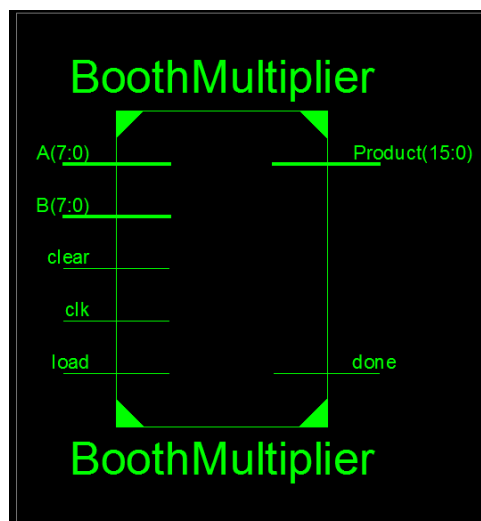 BoothMultiplier
A(7:0)
Product(15:0)
B(7:0)
clear
clk
load
done
BoothMultiplier